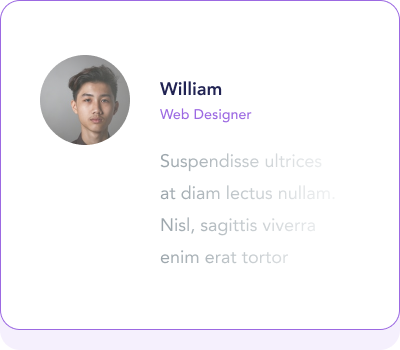 William
Web Designer
Suspendisse ultrices
at diam lectus nullam.
Nisl, sagittis viverra
enim erat tortor